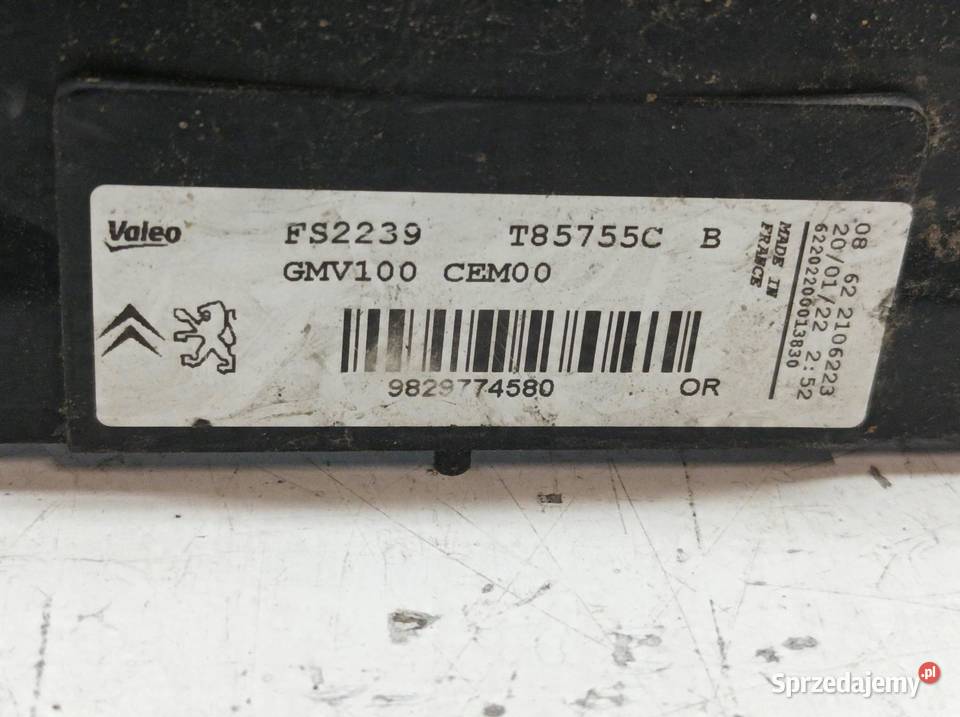 Valeo FS2239 T85755C B
GMV100 CEM00
9829774580 OR
MADE IN
FRANCE
6220220013830
20/01/22 2:52
08 62 2106223
Sprzedajemy.pl